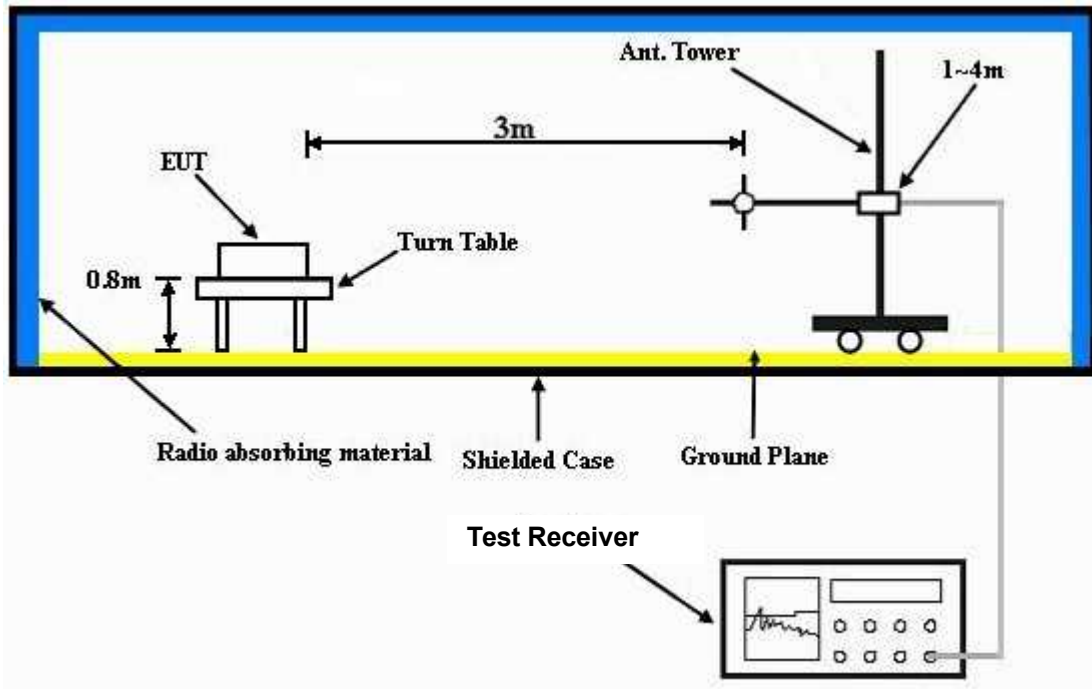 Ant. Tower
1~4m
3m
EUT
Turn Table
0.8m
Radio absorbing material
Shielded Case
Ground Plane
Test Receiver